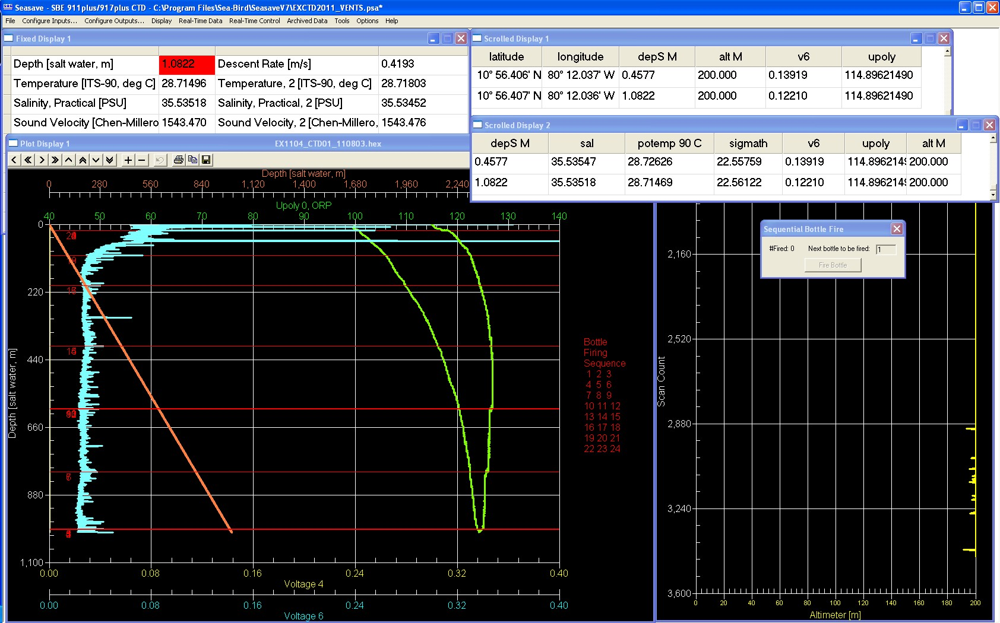 Seasave - SBE 911plus/917plus CTD - C:\Program Files\Sea-Bird\SeasaveV7\EXCTD2011_VENTS.psa*
File Configure Inputs... Configure Outputs... Display Real-Time Data Real-Time Control Archived Data Tools Options Help
Fixed Display 1
Depth [salt water, m] 1.0822 Descent Rate [m/s] 0.4193
Temperature [ITS-90, deg C] 28.71496 Temperature, 2 [ITS-90, deg C] 28.71803
Salinity, Practical [PSU] 35.53518 Salinity, Practical, 2 [PSU] 35.53452
Sound Velocity [Chen-Millero 1543.470 Sound Velocity, 2 [Chen-Millero, 1543.476
Scrolled Display 1
latitude longitude depS M alt M v6 upoly
10° 56.406' N 80° 12.037' W 0.4577 200.000 0.13919 114.89621490
10° 56.407' N 80° 12.036' W 1.0822 200.000 0.12210 114.89621490
Scrolled Display 2
depS M sal potemp 90 C sigmath v6 upoly alt M
0.4577 35.53547 28.72626 22.55759 0.13919 114.8962149 200.000
1.0822 35.53518 28.71469 22.56122 0.12210 114.8962149 200.000
Plot Display 1 EX1104_CTD01_110803.hex
Depth [salt water, m]
0 280 560 840 1,120 1,400 1,680 1,960 2,240
Upoly 0, ORP
40 50 60 70 80 90 100 110 120 130 140
0
220
440
660
880
1,100
Depth [salt water, m]
0.00 0.08 0.16 0.24 0.32 0.40
Voltage 4
0.00 0.08 0.16 0.24 0.32 0.40
Voltage 6
Bottle
Firing
Sequence
1 2 3
4 5 6
7 8 9
10 11 12
13 14 15
16 17 18
19 20 21
22 23 24
Sequential Bottle Fire
#Fired: 0 Next bottle to be fired: 1
Fire Bottle
2,160
2,520
2,880
3,240
3,600
Scan Count
0 20 40 60 80 100 120 140 160 180 200
Altimeter [m]